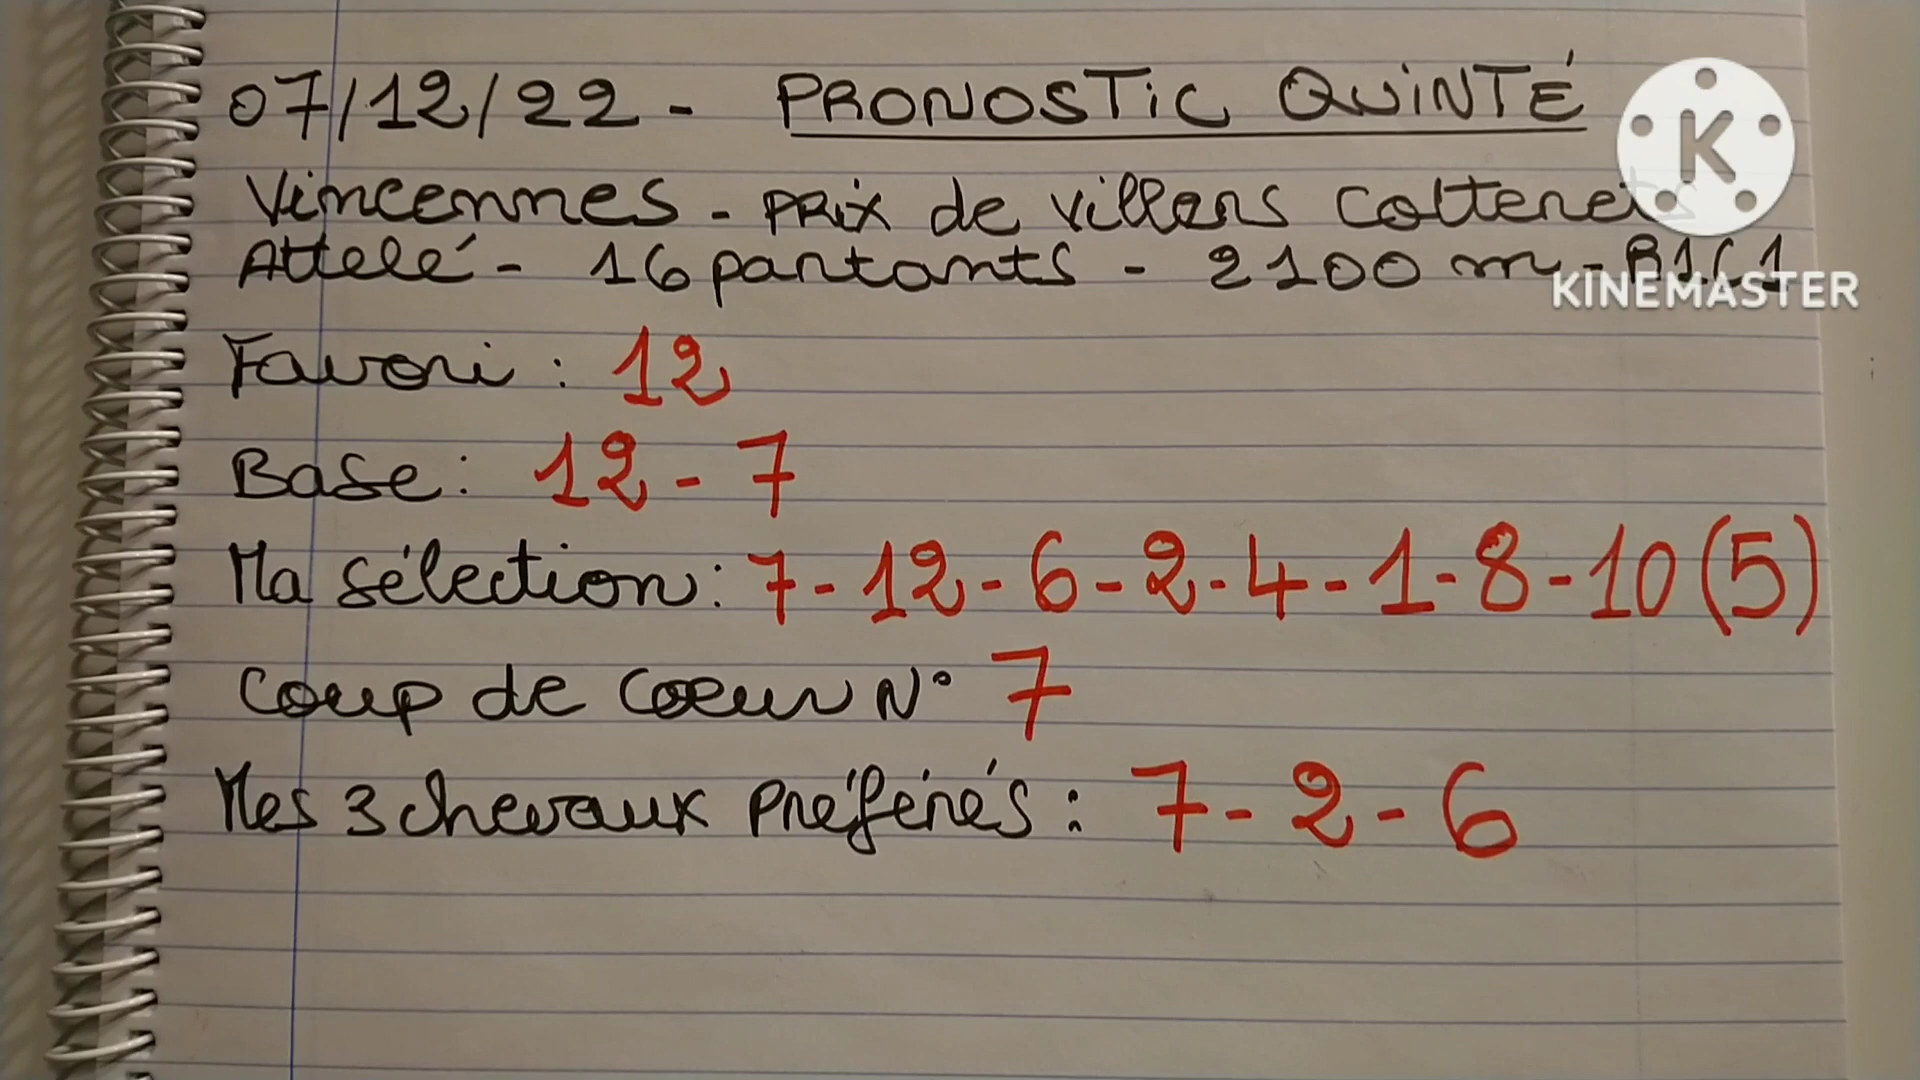 07/12/22 - PRONOSTIC QUINTÉ
Vincennes - PRIX de Villers Cotterets
Attelé - 16 partants - 2100 m - R1C1
KINEMASTER
Favori : 12
Base : 12 - 7
Ma sélection : 7 - 12 - 6 - 2 - 4 - 1 - 8 - 10 (5)
Coup de Coeur N° 7
Mes 3 chevaux préférés : 7 - 2 - 6